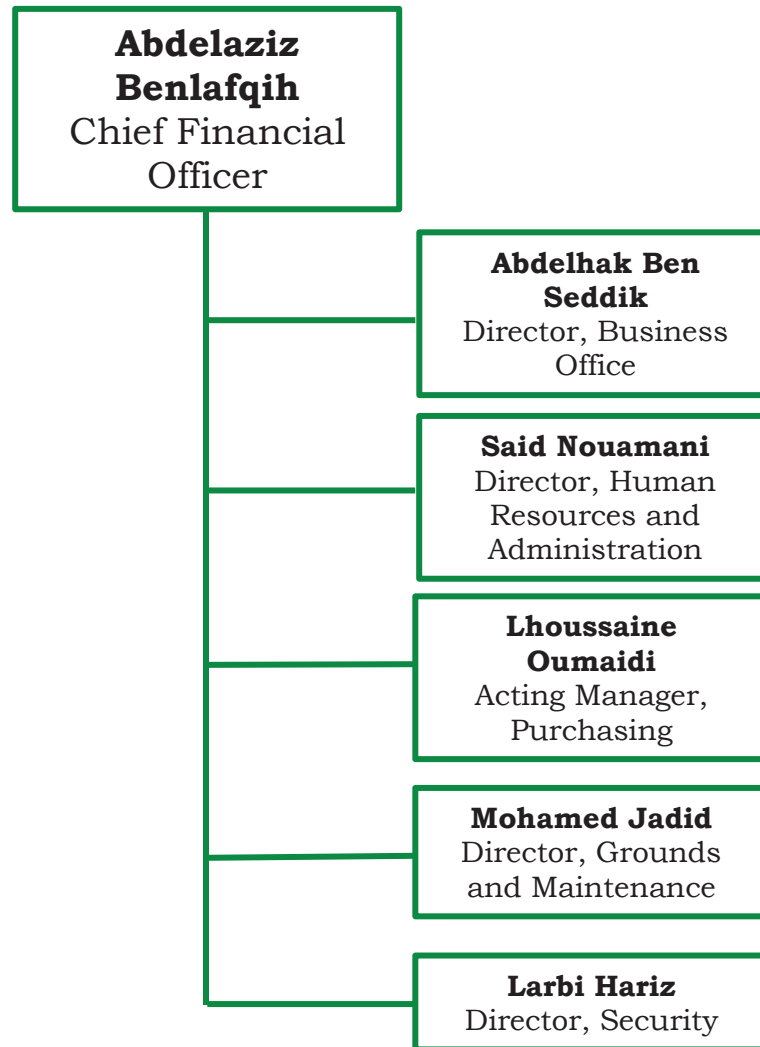 Abdelaziz
Benlafqih
Chief Financial
Officer
Abdelhak Ben
Seddik
Director, Business
Office
Said Nouamani
Director, Human
Resources and
Administration
Lhoussaine
Oumaidi
Acting Manager,
Purchasing
Mohamed Jadid
Director, Grounds
and Maintenance
Larbi Hariz
Director, Security